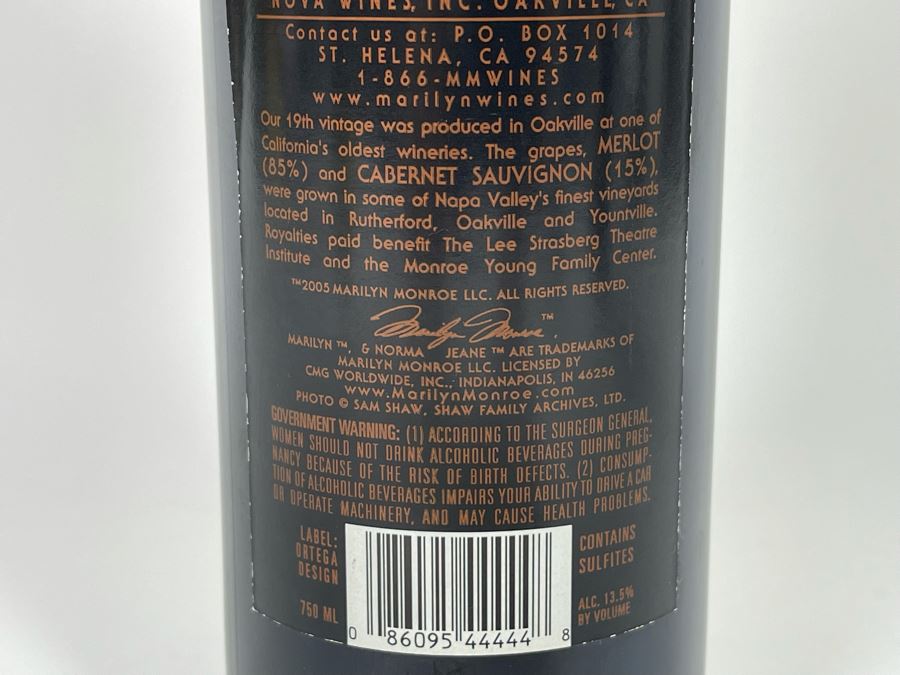 NOVA WINES, INC. OAKVILLE, CA
Contact us at: P.O. BOX 1014
ST. HELENA, CA 94574
1-866-MMWINES
www.marilynwines.com
Our 19th vintage was produced in Oakville at one of
California's oldest wineries. The grapes, MERLOT
(85%) and CABERNET SAUVIGNON (15%),
were grown in some of Napa Valley's finest vineyards
located in Rutherford, Oakville and Yountville.
Royalties paid benefit The Lee Strasberg Theatre
Institute and the Monroe Young Family Center.
™2005 MARILYN MONROE LLC. ALL RIGHTS RESERVED.
Marilyn Monroe ™.
MARILYN ™, & NORMA JEANE ™ ARE TRADEMARKS OF
MARILYN MONROE LLC. LICENSED BY
CMG WORLDWIDE, INC., INDIANAPOLIS, IN 46256
www.MarilynMonroe.com
PHOTO © SAM SHAW, SHAW FAMILY ARCHIVES, LTD.
GOVERNMENT WARNING: (1) ACCORDING TO THE SURGEON GENERAL,
WOMEN SHOULD NOT DRINK ALCOHOLIC BEVERAGES DURING PREG-
NANCY BECAUSE OF THE RISK OF BIRTH DEFECTS. (2) CONSUMP-
TION OF ALCOHOLIC BEVERAGES IMPAIRS YOUR ABILITY TO DRIVE A CAR
OR OPERATE MACHINERY, AND MAY CAUSE HEALTH PROBLEMS.
LABEL:
ORTEGA
DESIGN
750 ML
0 86095 44444 8
CONTAINS
SULFITES
ALC. 13.5%
BY VOLUME